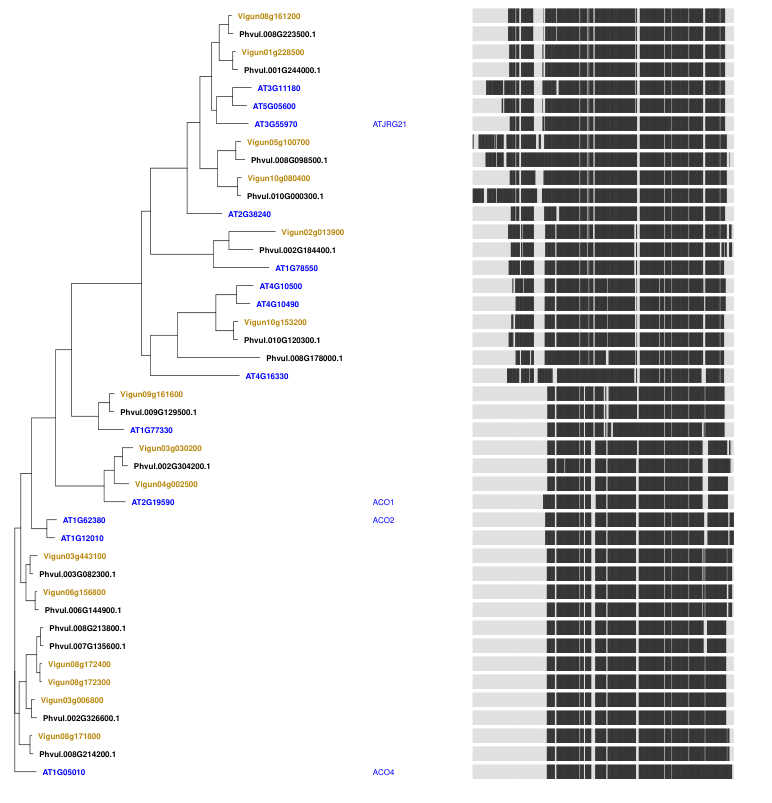 Vigun08g161200
Phvul.008G223500.1
Vigun01g228500
Phvul.001G244000.1
AT3G11180
AT5G05600
AT3G55970 ATJRG21
Vigun05g100700
Phvul.008G098500.1
Vigun10g080400
Phvul.010G000300.1
AT2G38240
Vigun02g013900
Phvul.002G184400.1
AT1G78550
AT4G10500
AT4G10490
Vigun10g153200
Phvul.010G120300.1
Phvul.008G178000.1
AT4G16330
Vigun09g161600
Phvul.009G129500.1
AT1G77330
Vigun03g030200
Phvul.002G304200.1
Vigun04g002500
AT2G19590 ACO1
AT1G62380 ACO2
AT1G12010
Vigun03g443100
Phvul.003G082300.1
Vigun06g156800
Phvul.006G144900.1
Phvul.008G213800.1
Phvul.007G135600.1
Vigun08g172400
Vigun08g172300
Vigun03g006800
Phvul.002G326600.1
Vigun08g171800
Phvul.008G214200.1
AT1G05010 ACO4